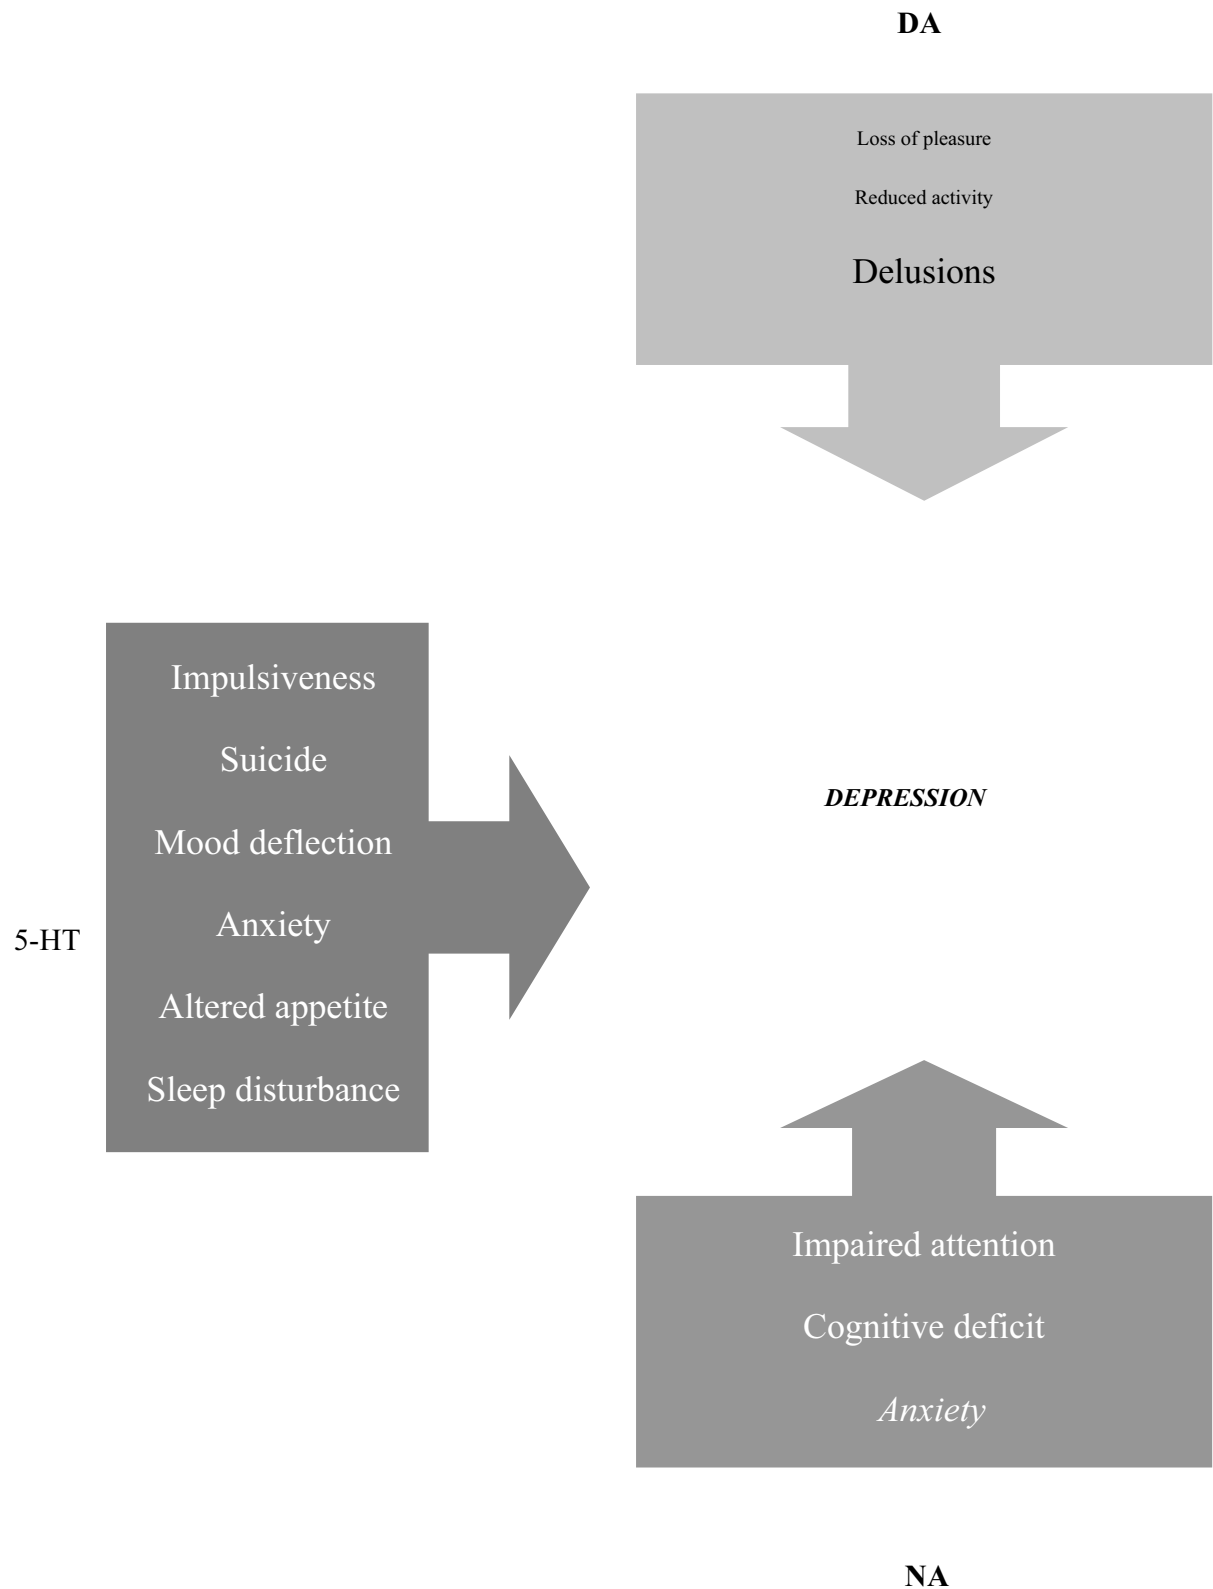 DA
Loss of pleasure
Reduced activity
Delusions
Impulsiveness
Suicide
Mood deflection
Anxiety
Altered appetite
Sleep disturbance
5-HT
DEPRESSION
Impaired attention
Cognitive deficit
Anxiety
NA